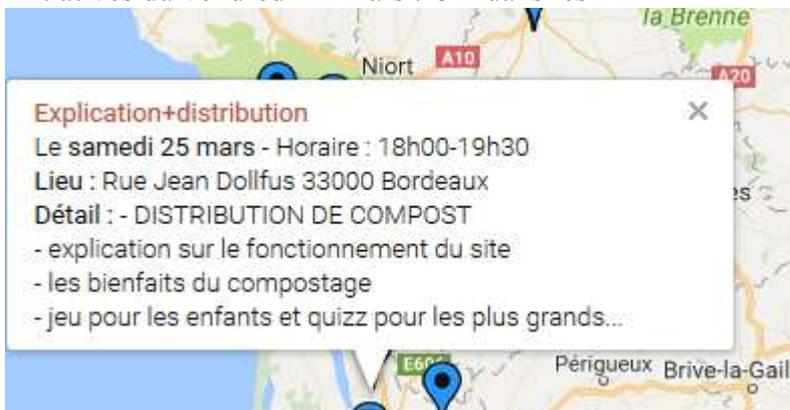 la Brenne
Niort
A10
A20
Explication+distribution
Le samedi 25 mars - Horaire : 18h00-19h30
Lieu : Rue Jean Dollfus 33000 Bordeaux
Détail : - DISTRIBUTION DE COMPOST
- explication sur le fonctionnement du site
- les bienfaits du compostage
- jeu pour les enfants et quizz pour les plus grands...
Périgueux
Brive-la-Gail